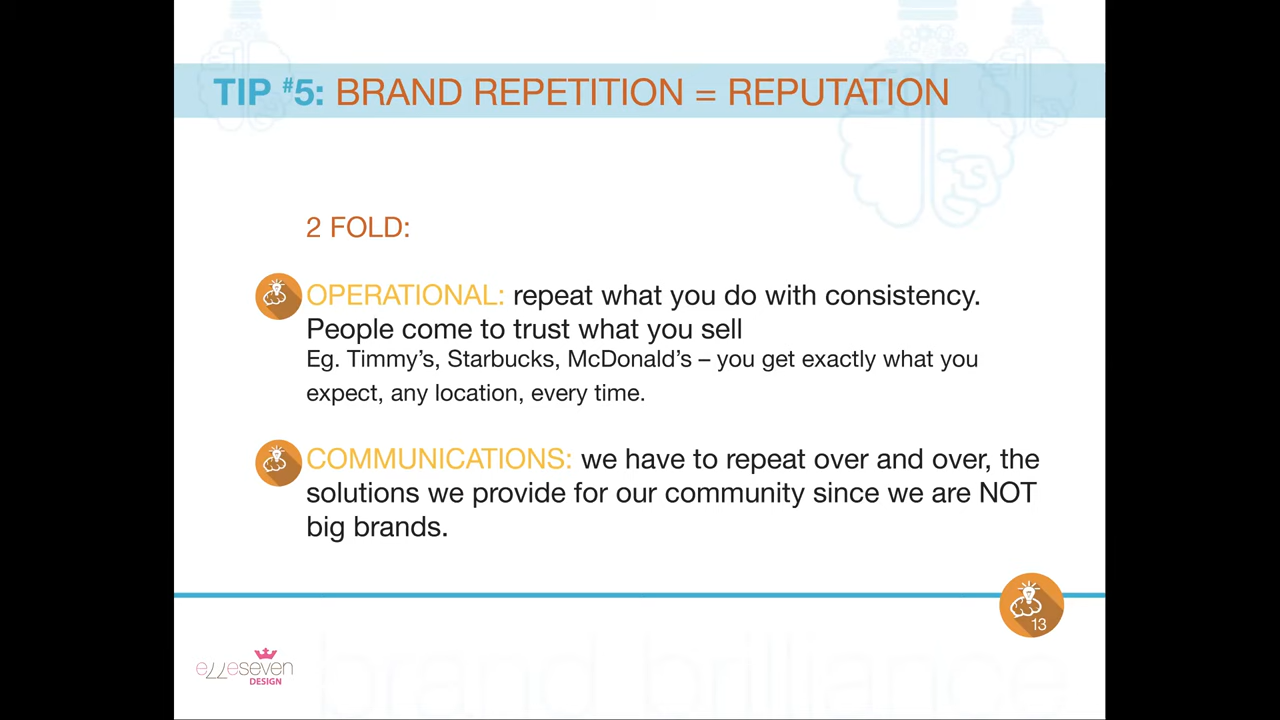 TIP #5: BRAND REPETITION = REPUTATION
2 FOLD:
OPERATIONAL: repeat what you do with consistency.
People come to trust what you sell
Eg. Timmy's, Starbucks, McDonald's – you get exactly what you
expect, any location, every time.
COMMUNICATIONS: we have to repeat over and over, the
solutions we provide for our community since we are NOT
big brands.
13
elleseven
DESIGN
brand brilliance